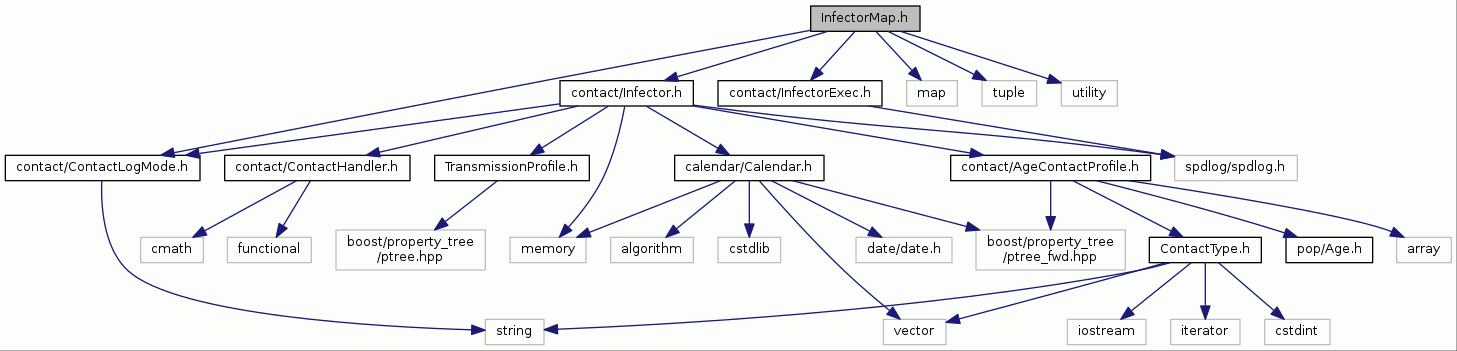 InfectorMap.h
contact/Infector.h
contact/InfectorExec.h
map
tuple
utility
contact/ContactLogMode.h
contact/ContactHandler.h
TransmissionProfile.h
calendar/Calendar.h
contact/AgeContactProfile.h
spdlog/spdlog.h
cmath
functional
boost/property_tree
/ptree.hpp
memory
algorithm
cstdlib
date/date.h
boost/property_tree
/ptree_fwd.hpp
ContactType.h
pop/Age.h
array
string
vector
iostream
iterator
cstdint